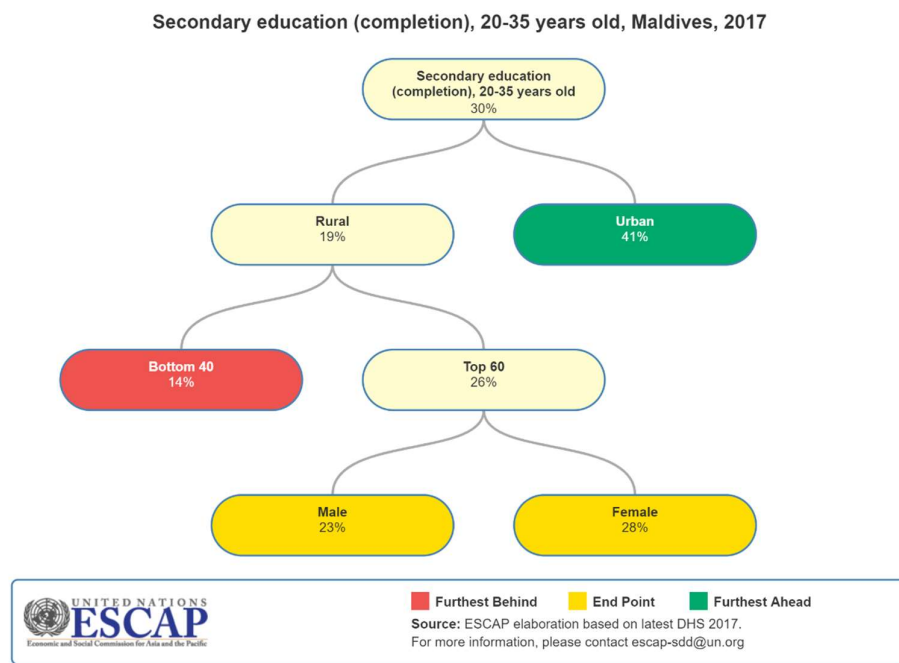 Secondary education (completion), 20-35 years old, Maldives, 2017
Secondary education
(completion), 20-35 years old
30%
Rural
19%
Urban
41%
Bottom 40
14%
Top 60
26%
Male
23%
Female
28%
UNITED NATIONS
ESCAP
Economic and Social Commission for Asia and the Pacific
Furthest Behind
End Point
Furthest Ahead
Source: ESCAP elaboration based on latest DHS 2017.
For more information, please contact escap-sdd@un.org